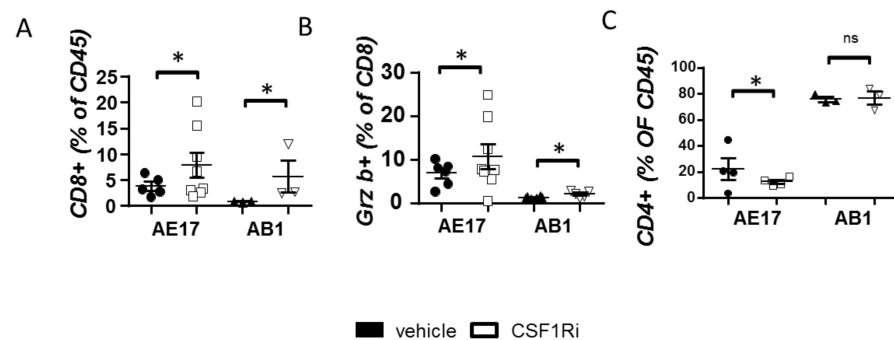 A
CD8+ (% of CD45)
25
20
15
10
5
0
*
*
AE17
AB1
B
Grz b+ (% of CD8)
30
20
10
0
*
*
AE17
AB1
C
CD4+ (% OF CD45)
100
80
60
40
20
0
*
ns
AE17
AB1
vehicle
CSF1Ri